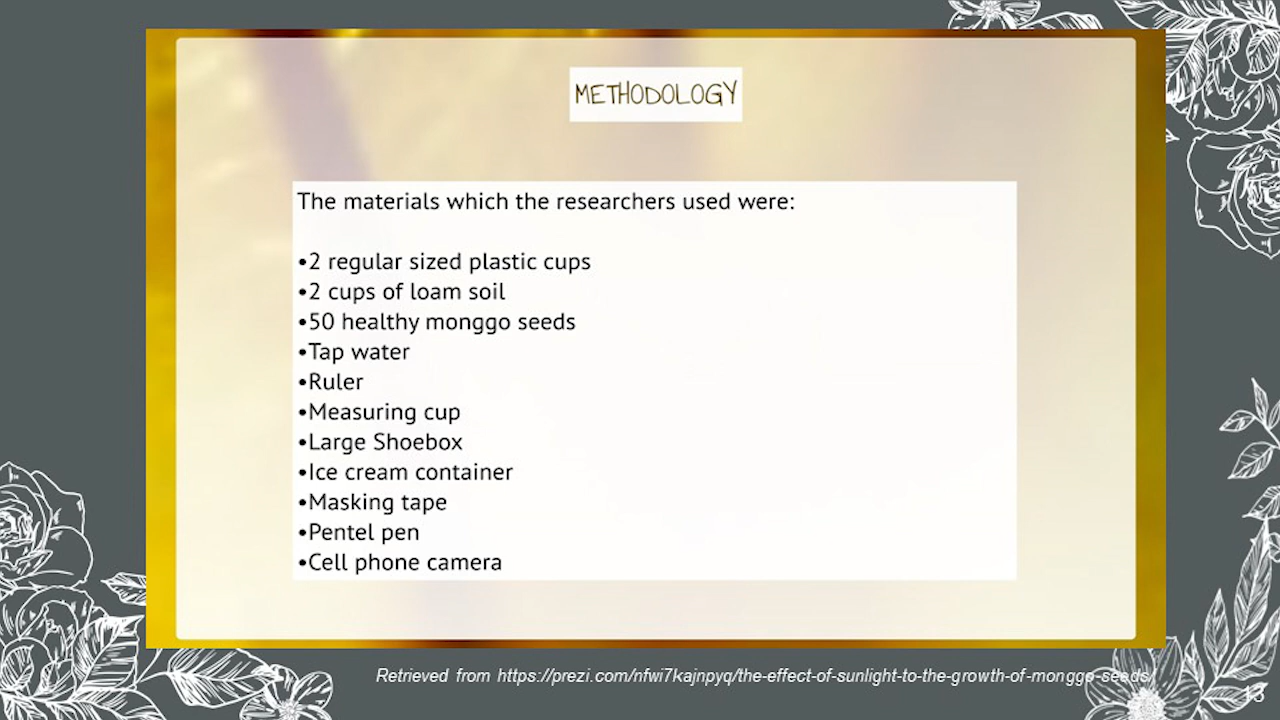 METHODOLOGY
The materials which the researchers used were:
•2 regular sized plastic cups
•2 cups of loam soil
•50 healthy monggo seeds
•Tap water
•Ruler
•Measuring cup
•Large Shoebox
•Ice cream container
•Masking tape
•Pentel pen
•Cell phone camera
Retrieved from https://prezi.com/nfwi7kajnpyq/the-effect-of-sunlight-to-the-growth-of-monggo-seeds/
13